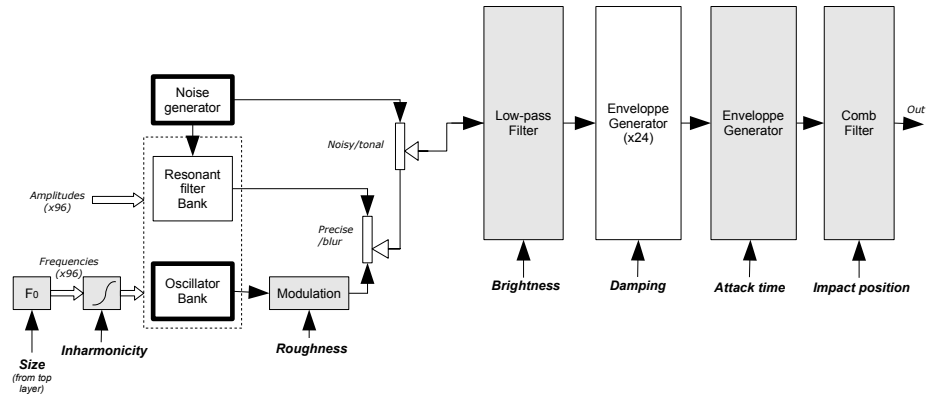 Noise
generator
Noisy/tonal
Low-pass
Filter
Enveloppe
Generator
(x24)
Enveloppe
Generator
Comb
Filter
Out
Amplitudes
(x96)
Resonant
filter
Bank
Precise
/blur
Frequencies
(x96)
F0
Oscillator
Bank
Modulation
Brightness
Damping
Attack time
Impact position
Inharmonicity
Roughness
Size
(from top
layer)